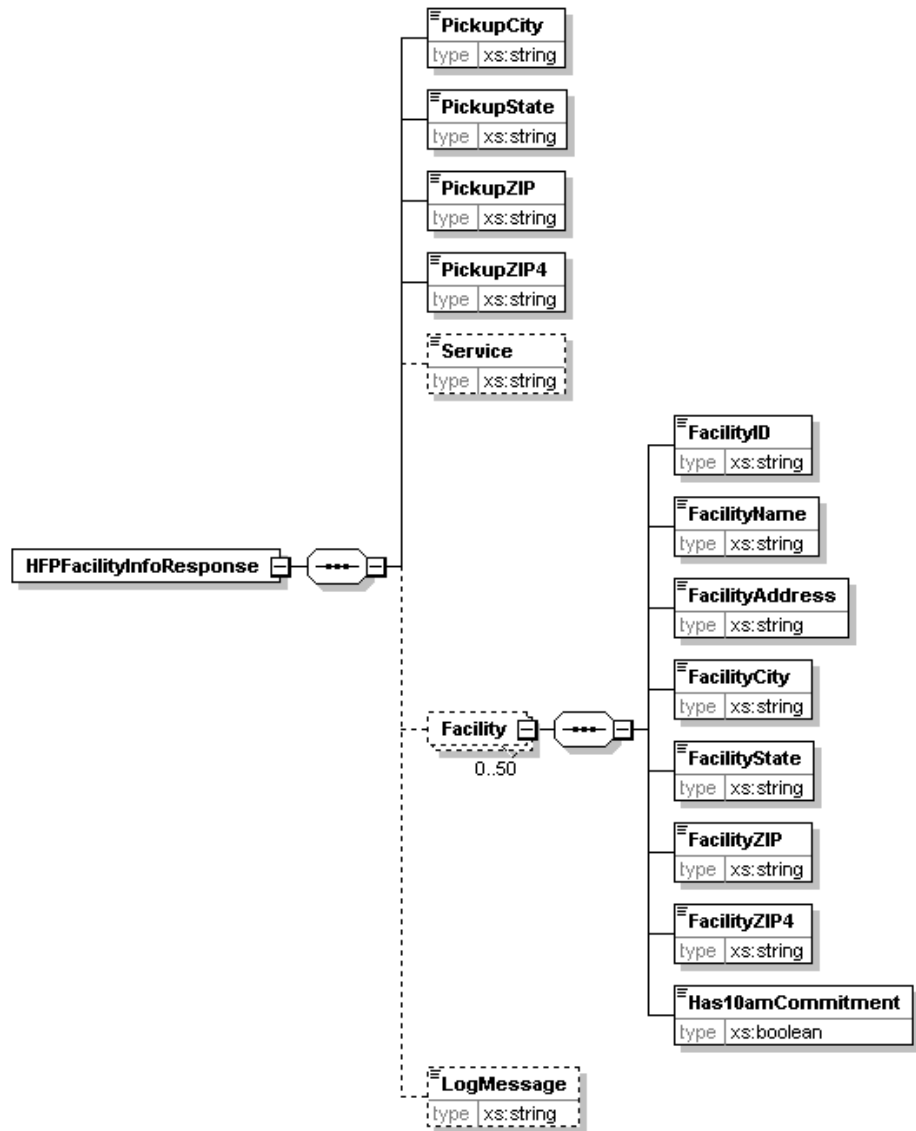 PickupCity
type xs:string
PickupState
type xs:string
PickupZIP
type xs:string
PickupZIP4
type xs:string
Service
type xs:string
HFPFacilityInfoResponse
Facility
0..50
FacilityID
type xs:string
FacilityName
type xs:string
FacilityAddress
type xs:string
FacilityCity
type xs:string
FacilityState
type xs:string
FacilityZIP
type xs:string
FacilityZIP4
type xs:string
Has10amCommitment
type xs:boolean
LogMessage
type xs:string